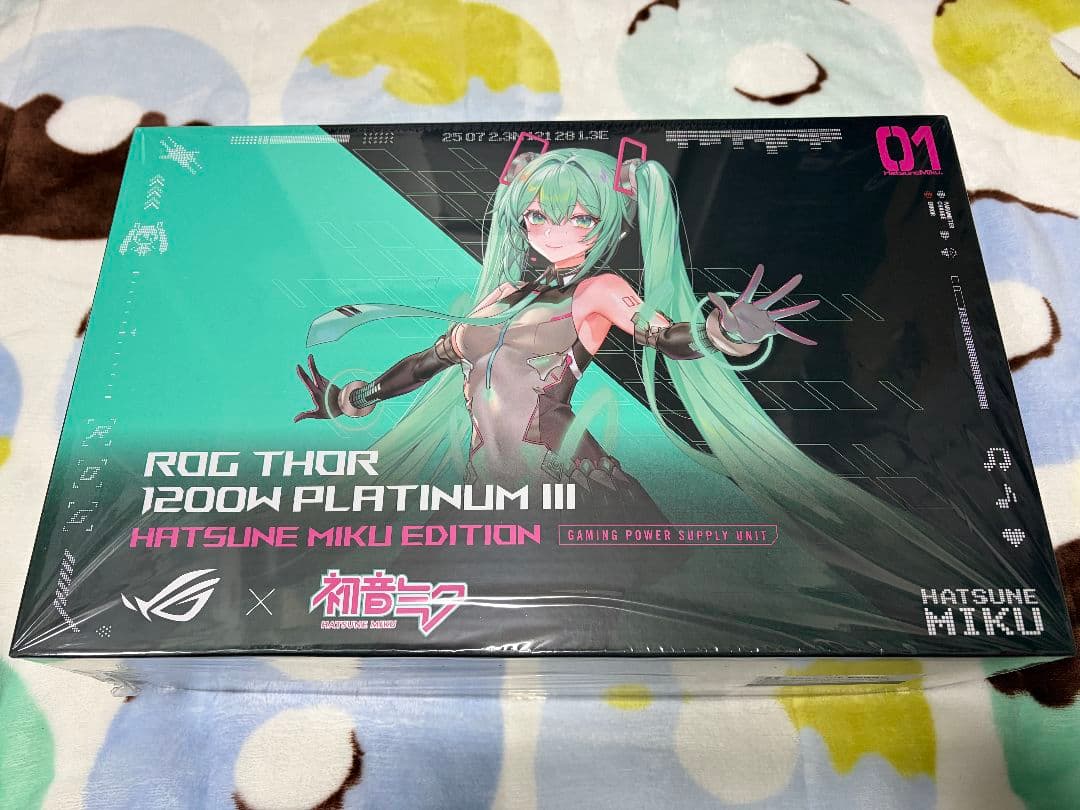 01
HatsuneMiku.
ROG THOR
1200W PLATINUM III
HATSUNE MIKU EDITION
GAMING POWER SUPPLY UNIT
初音ミク
HATSUNE MIKU
HATSUNE
MIKU